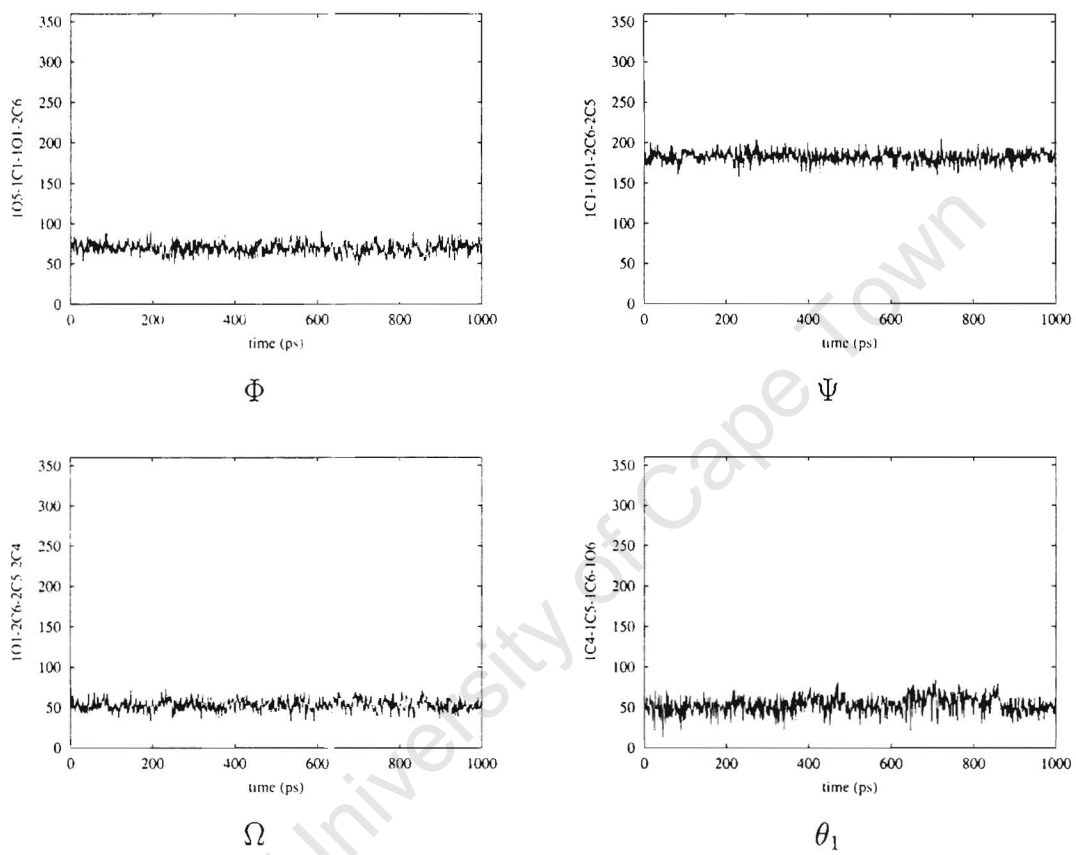 350
300
250
200
150
100
50
0
1O5-1C1-1O1-2C6
0 200 400 600 800 1000
time (ps)
Φ
350
300
250
200
150
100
50
0
1C1-1O1-2C6-2C5
0 200 400 600 800 1000
time (ps)
Ψ
350
300
250
200
150
100
50
0
1O1-2C6-2C5-2C4
0 200 400 600 800 1000
time (ps)
Ω
350
300
250
200
150
100
50
0
1C4-1C5-1C6-1O6
0 200 400 600 800 1000
time (ps)
θ1
University of Cape Town